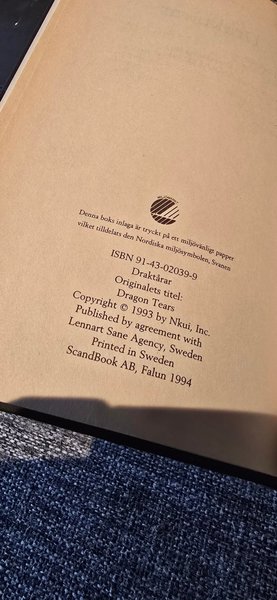 Denna boks inlaga är tryckt på ett miljövänligt papper
vilket tilldelats den Nordiska miljösymbolen, Svanen
ISBN 91-43-02039-9
Draktårar
Originalets titel:
Dragon Tears
Copyright © 1993 by Nkui, Inc.
Published by agreement with
Lennart Sane Agency, Sweden
Printed in Sweden
ScandBook AB, Falun 1994